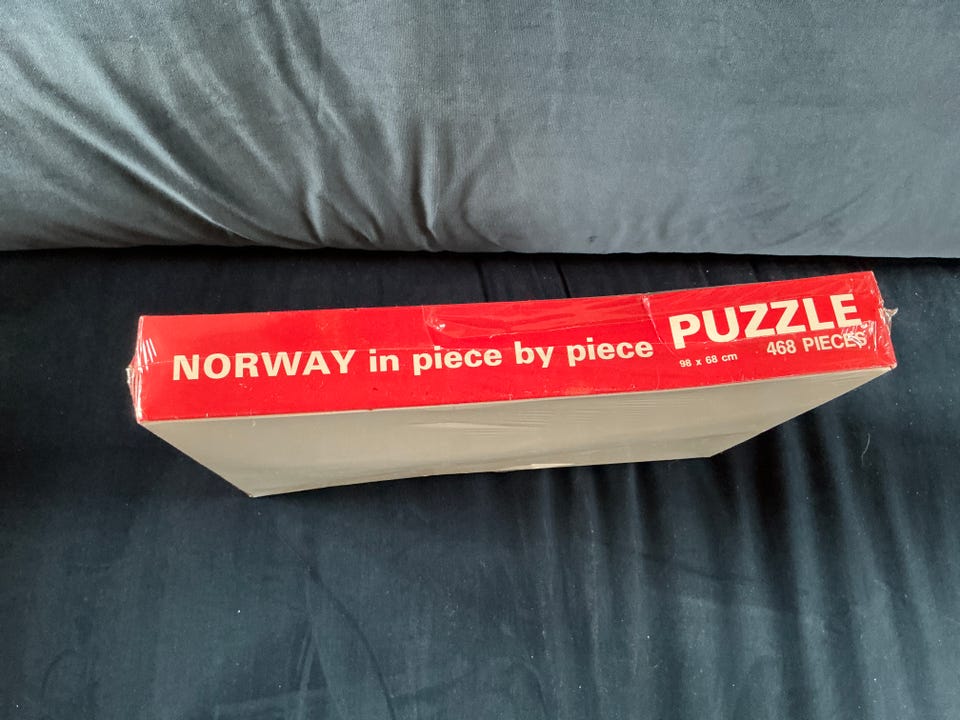 NORWAY in piece by piece PUZZLE
98 x 68 cm 468 PIECES